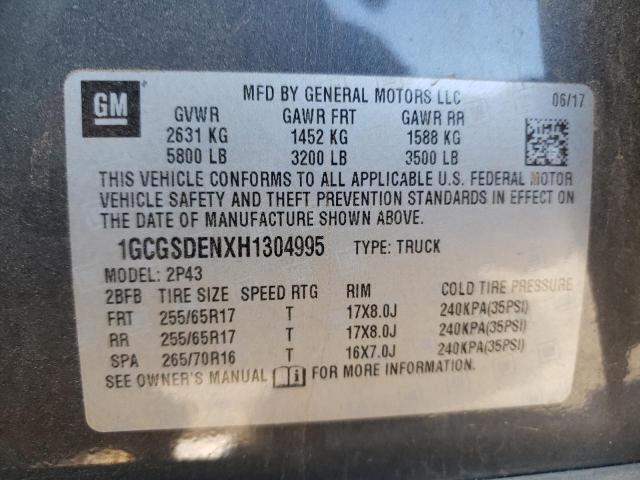 GM
MFD BY GENERAL MOTORS LLC 06/17
GVWR GAWR FRT GAWR RR
2631 KG 1452 KG 1588 KG
5800 LB 3200 LB 3500 LB
THIS VEHICLE CONFORMS TO ALL APPLICABLE U.S. FEDERAL MOTOR
VEHICLE SAFETY AND THEFT PREVENTION STANDARDS IN EFFECT ON
THE DATE OF MANUFACTURE SHOWN ABOVE.
1GCGSDENXH1304995 TYPE: TRUCK
MODEL: 2P43
2BFB TIRE SIZE SPEED RTG RIM COLD TIRE PRESSURE
FRT 255/65R17 T 17X8.0J 240KPA(35PSI)
RR 255/65R17 T 17X8.0J 240KPA(35PSI)
SPA 265/70R16 T 16X7.0J 240KPA(35PSI)
SEE OWNER'S MANUAL FOR MORE INFORMATION.